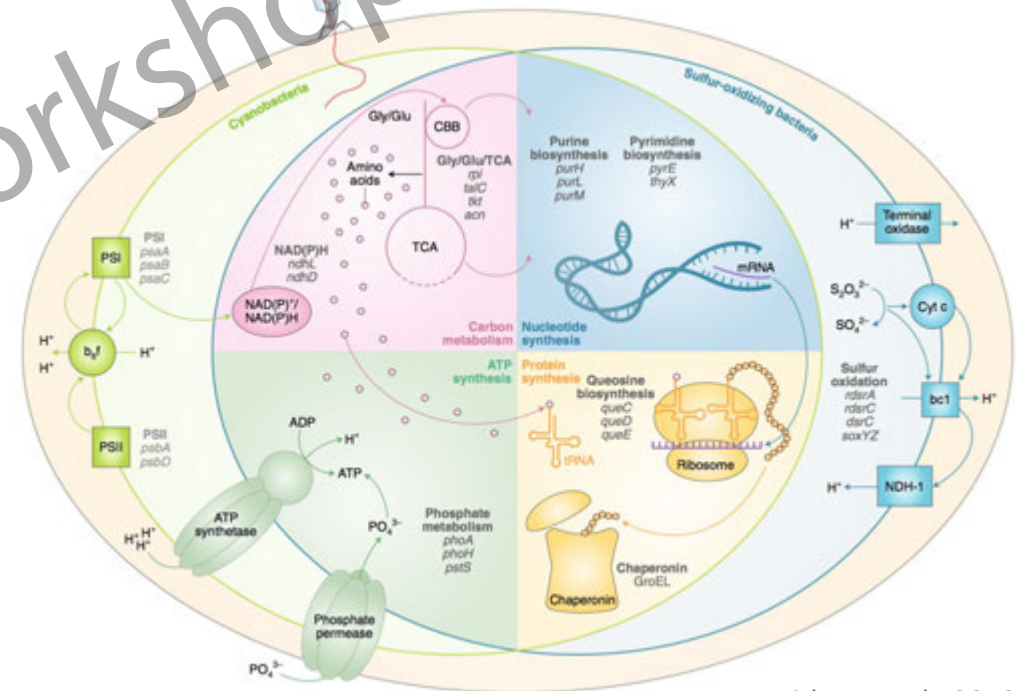 orkshop
Cyanobacteria
Sulfur-oxidizing bacteria
Gly/Glu
CBB
Amino
acids
Gly/Glu/TCA
rpi
talC
tkt
acn
TCA
NAD(P)H
ndhL
ndhD
NAD(P)⁺/
NAD(P)H
Carbon
metabolism
Purine
biosynthesis
purH
purL
purM
Pyrimidine
biosynthesis
pyrE
thyX
mRNA
Nucleotide
synthesis
PSI
PSI
psaA
psaB
psaC
b₆f
H⁺
H⁺
H⁺
PSII
PSII
psbA
psbD
ATP
synthesis
ADP
H⁺
ATP
PO₄³⁻
ATP
synthetase
H⁺
H⁺
H⁺
Phosphate
metabolism
phoA
phoH
pstS
Phosphate
permease
PO₄³⁻
Protein
synthesis
Queosine
biosynthesis
queC
queD
queE
tRNA
Ribosome
Chaperonin
GroEL
Chaperonin
H⁺
Terminal
oxidase
S₂O₃²⁻
SO₄²⁻
Cyt c
Sulfur
oxidation
rdsrA
rdsrC
dsrC
soxYZ
bc1
H⁺
H⁺
NDH-1